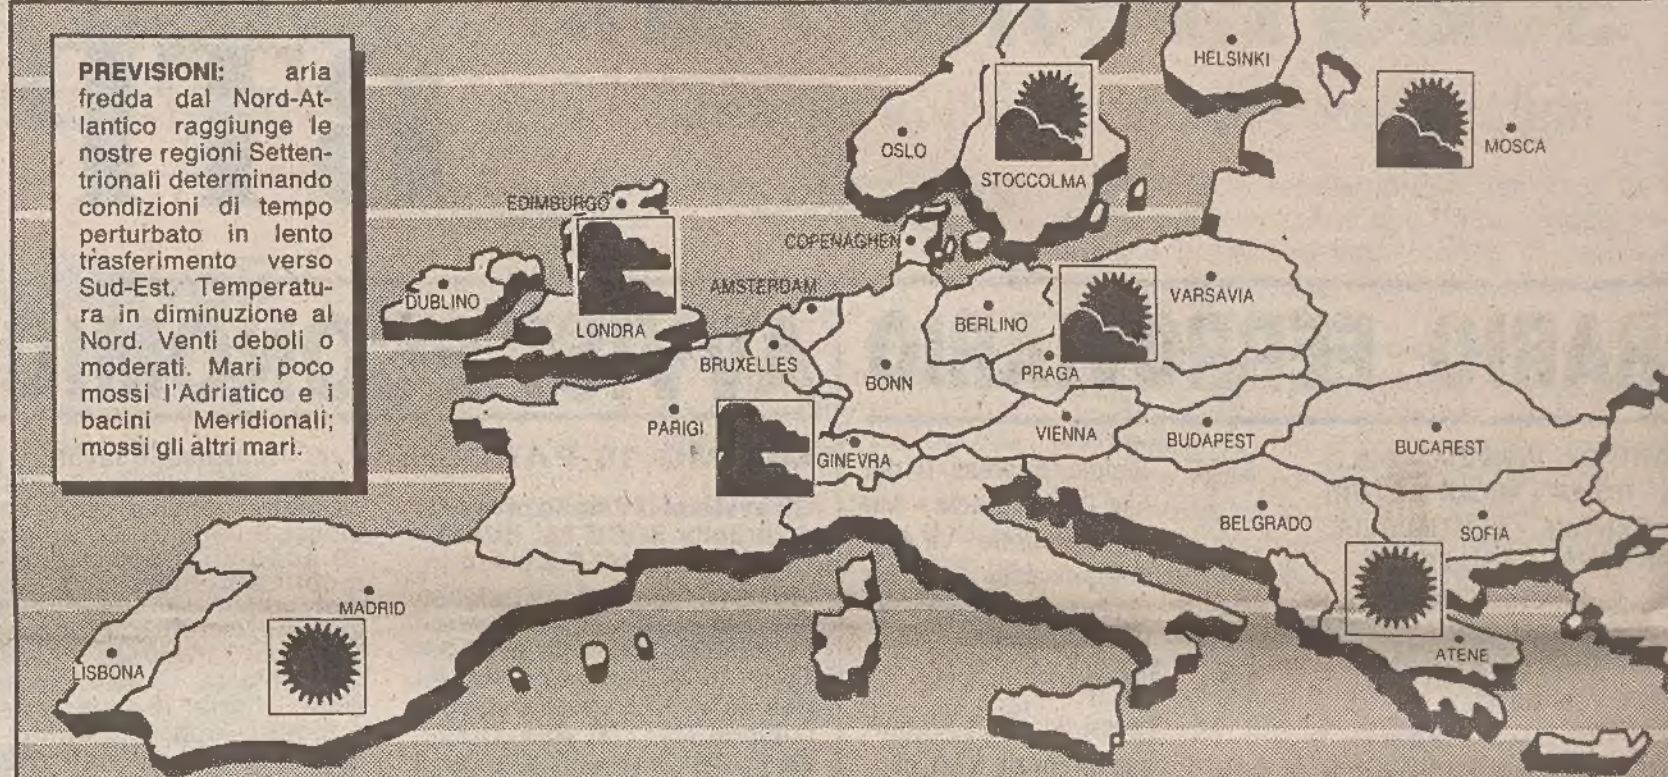 PREVISIONI: aria
fredda dal Nord-At-
lantico raggiunge le
nostre regioni Setten-
trionali determinando
condizioni di tempo
perturbato in lento
trasferimento verso
Sud-Est. Temperatu-
ra in diminuzione al
Nord. Venti deboli o
moderati. Mari poco
mossi l'Adriatico e i
bacini Meridionali;
mossi gli altri mari.
HELSINKI
MOSCA
OSLO
STOCCOLMA
EDIMBURGO
COPENAGHEN
DUBLINO
AMSTERDAM
VARSAVIA
LONDRA
BERLINO
BRUXELLES
PRAGA
BONN
PARIGI
VIENNA
BUDAPEST
BUCAREST
GINEVRA
BELGRADO
SOFIA
MADRID
ATENE
LISBONA